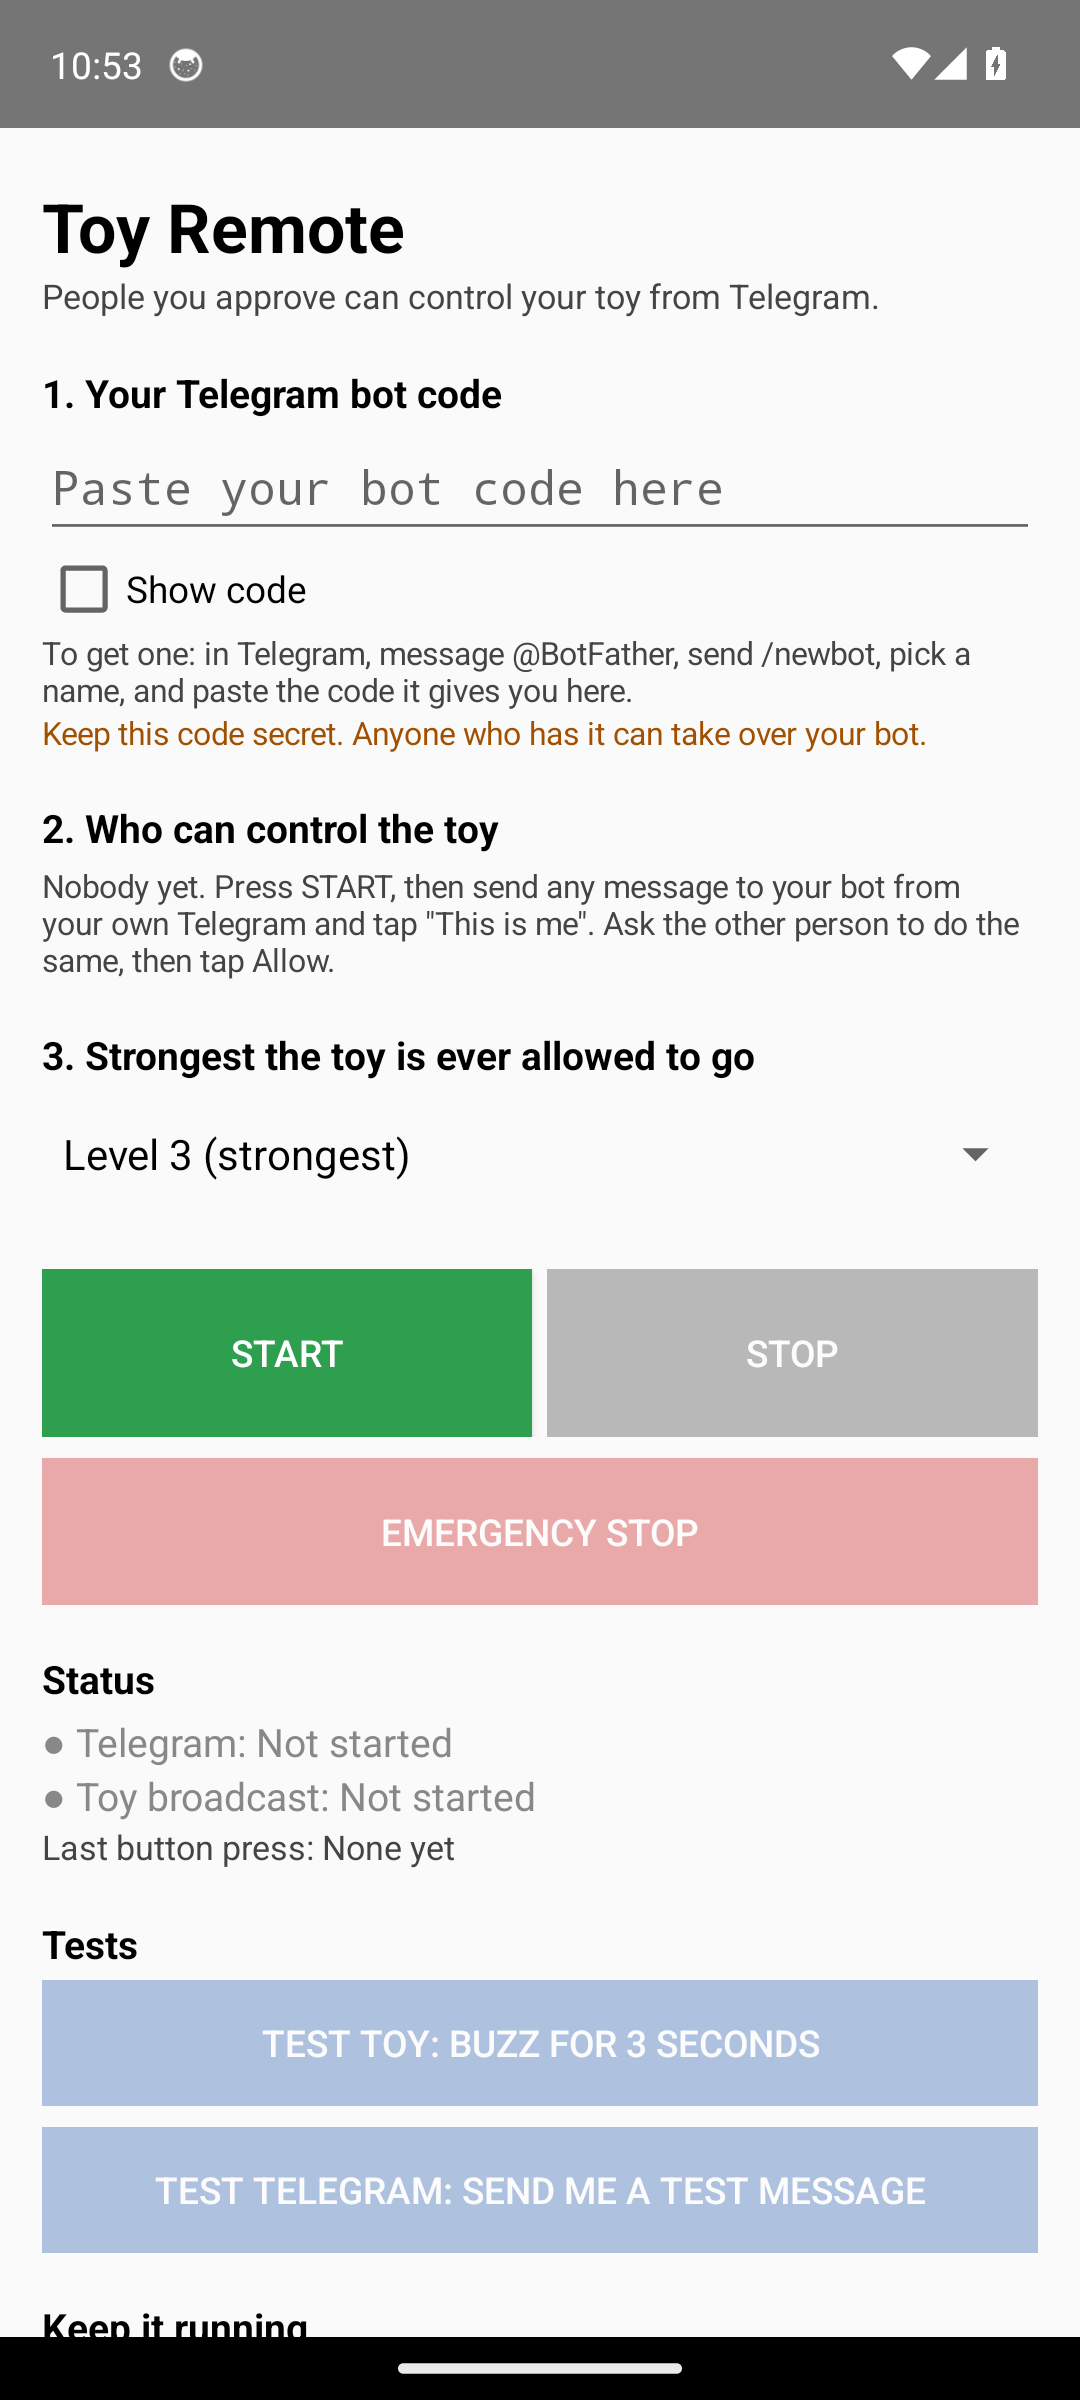 10:53
Toy Remote
People you approve can control your toy from Telegram.
1. Your Telegram bot code
Paste your bot code here
Show code
To get one: in Telegram, message @BotFather, send /newbot, pick a
name, and paste the code it gives you here.
Keep this code secret. Anyone who has it can take over your bot.
2. Who can control the toy
Nobody yet. Press START, then send any message to your bot from
your own Telegram and tap "This is me". Ask the other person to do the
same, then tap Allow.
3. Strongest the toy is ever allowed to go
Level 3 (strongest)
START
STOP
EMERGENCY STOP
Status
● Telegram: Not started
● Toy broadcast: Not started
Last button press: None yet
Tests
TEST TOY: BUZZ FOR 3 SECONDS
TEST TELEGRAM: SEND ME A TEST MESSAGE
Keep it running